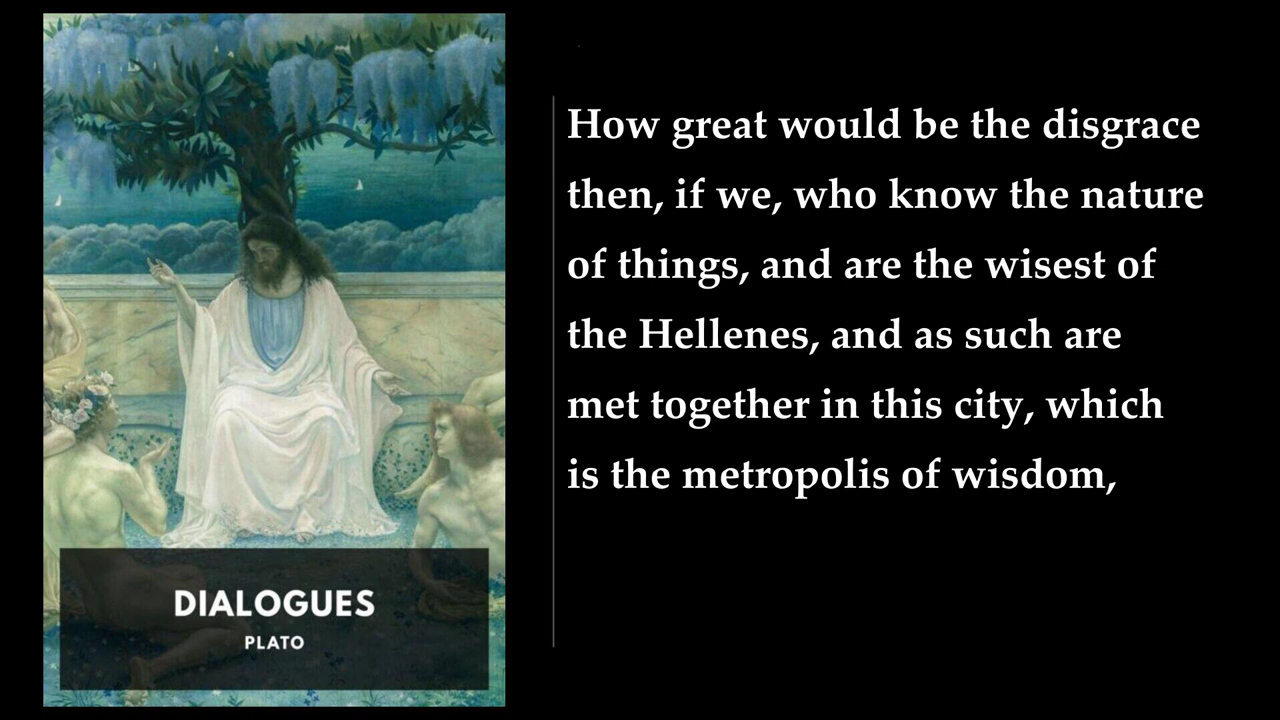 How great would be the disgrace
then, if we, who know the nature
of things, and are the wisest of
the Hellenes, and as such are
met together in this city, which
is the metropolis of wisdom,
DIALOGUES
PLATO